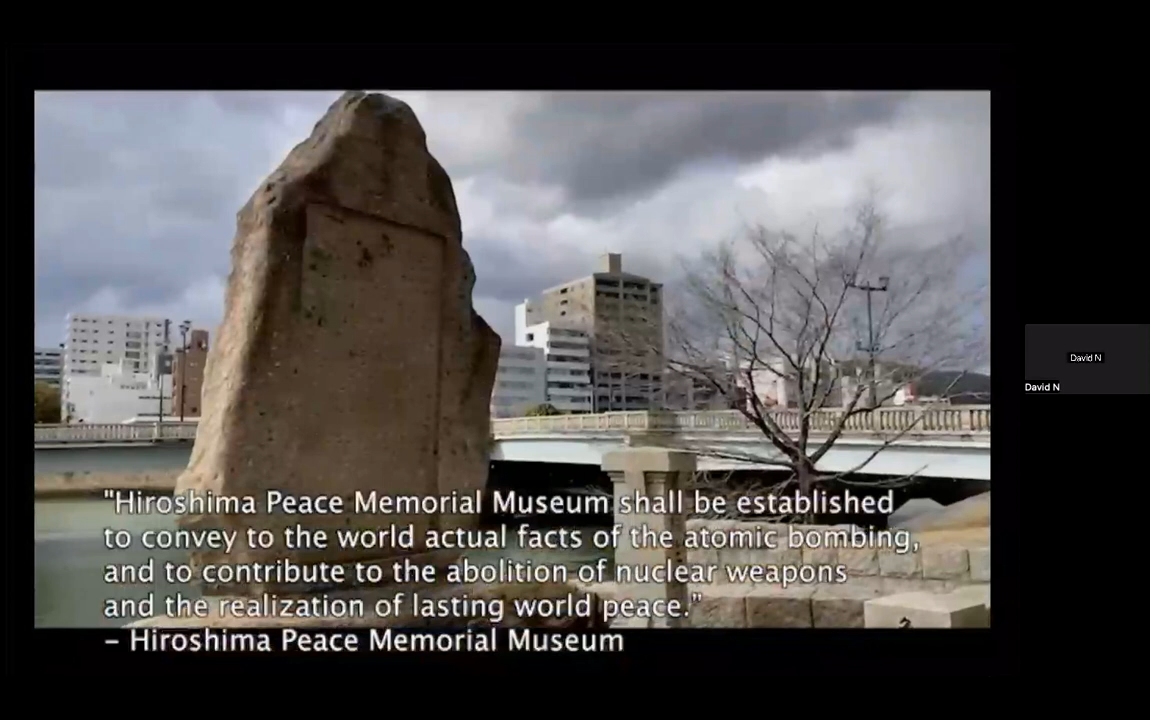 "Hiroshima Peace Memorial Museum shall be established
to convey to the world actual facts of the atomic bombing,
and to contribute to the abolition of nuclear weapons
and the realization of lasting world peace."
– Hiroshima Peace Memorial Museum
David N
David N